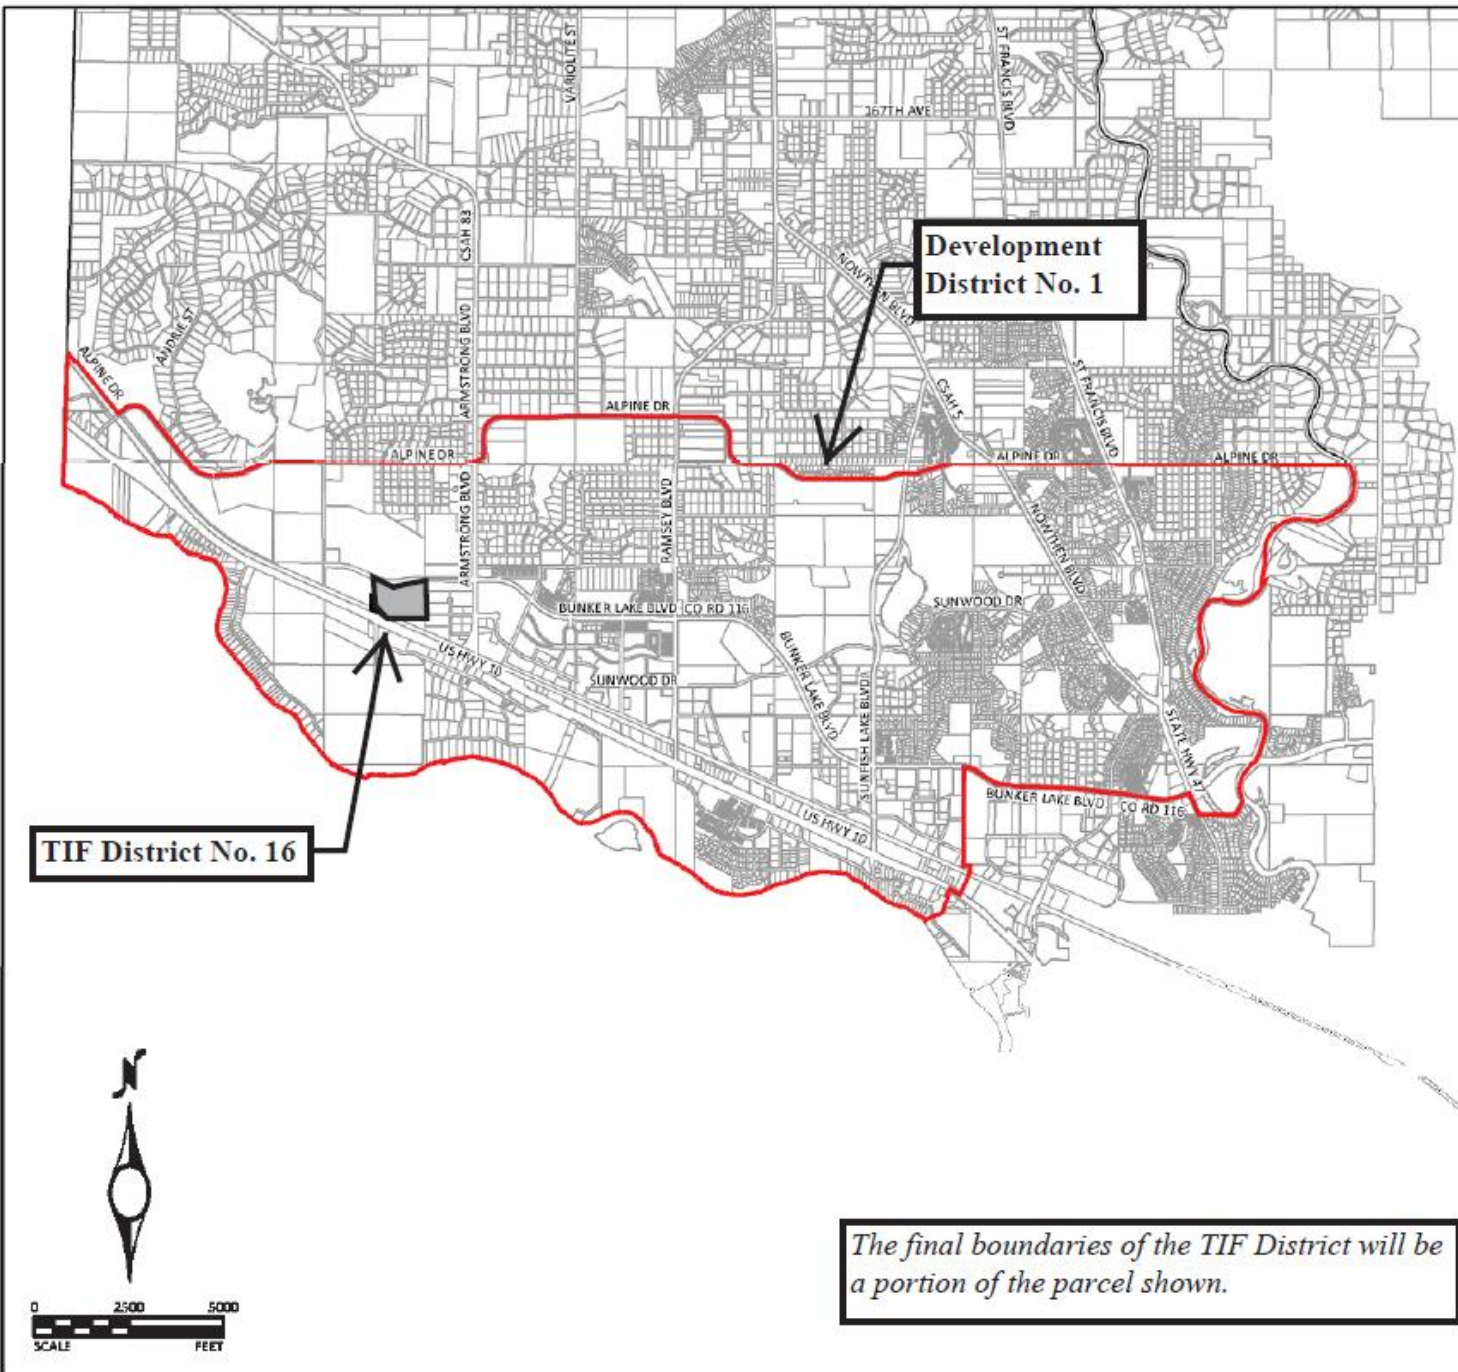 VARIOLITE ST
ST FRANCIS BLVD
167TH AVE
CSAH 83
Development
District No. 1
NOWTHEN BLVD
ANDRIE ST
ALPINE DR
ARMSTRONG BLVD
ALPINE DR
CSAH 5
ST FRANCIS BLVD
ALPINE DR
ALPINE DR
ALPINE DR
ARMSTRONG BLVD
RAMSEY BLVD
NOWTHEN BLVD
BUNKER LAKE BLVD
CO RD 116
SUNWOOD DR
US HWY 10
SUNWOOD DR
BUNKER LAKE BLVD
SUNFISH LAKE BLVD
STATE HWY 47
BUNKER LAKE BLVD
CO RD 116
US HWY 10
TIF District No. 16
N
The final boundaries of the TIF District will be
a portion of the parcel shown.
0 2500 5000
SCALE FEET